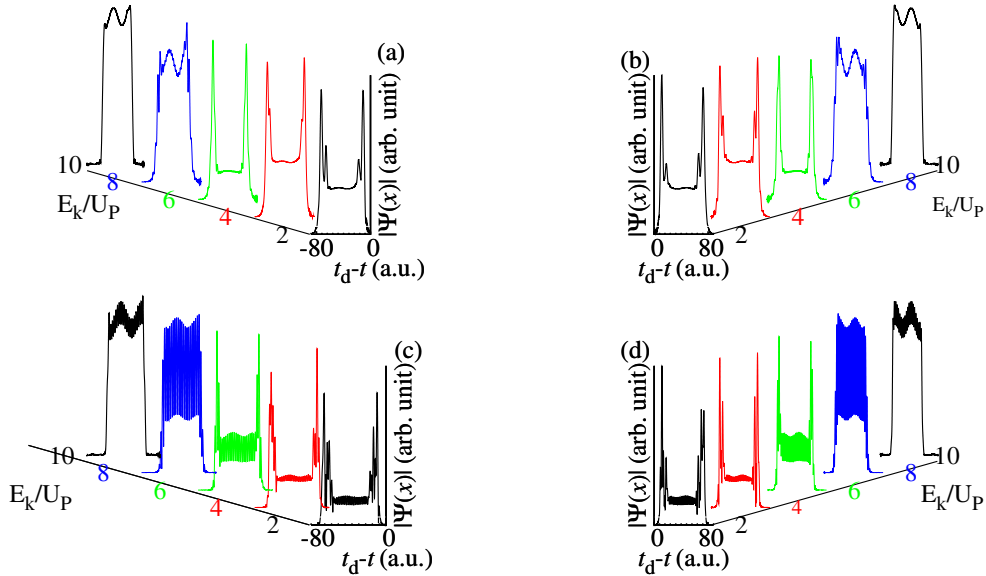 (a)
|Ψ(x)| (arb. unit)
10
8
6
4
2
E_k/U_P
-80 0
t_d-t (a.u.)
(b)
|Ψ(x)| (arb. unit)
10
8
6
4
2
E_k/U_P
0 80
t_d-t (a.u.)
(c)
|Ψ(x)| (arb. unit)
10
8
6
4
2
E_k/U_P
-80 0
t_d-t (a.u.)
(d)
|Ψ(x)| (arb. unit)
10
8
6
4
2
E_k/U_P
0 80
t_d-t (a.u.)